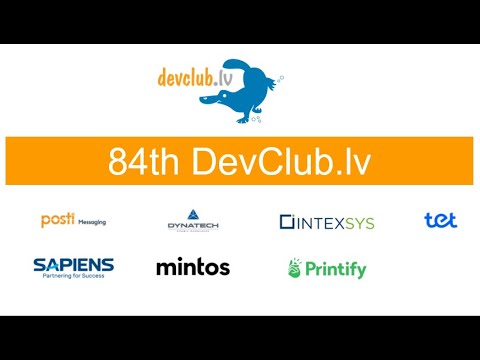 devclub.lv
84th DevClub.lv
posti Messaging
DYNATECH
INTEXSYS
tet
SAPIENS
Partnering for Success
mintos
Printify